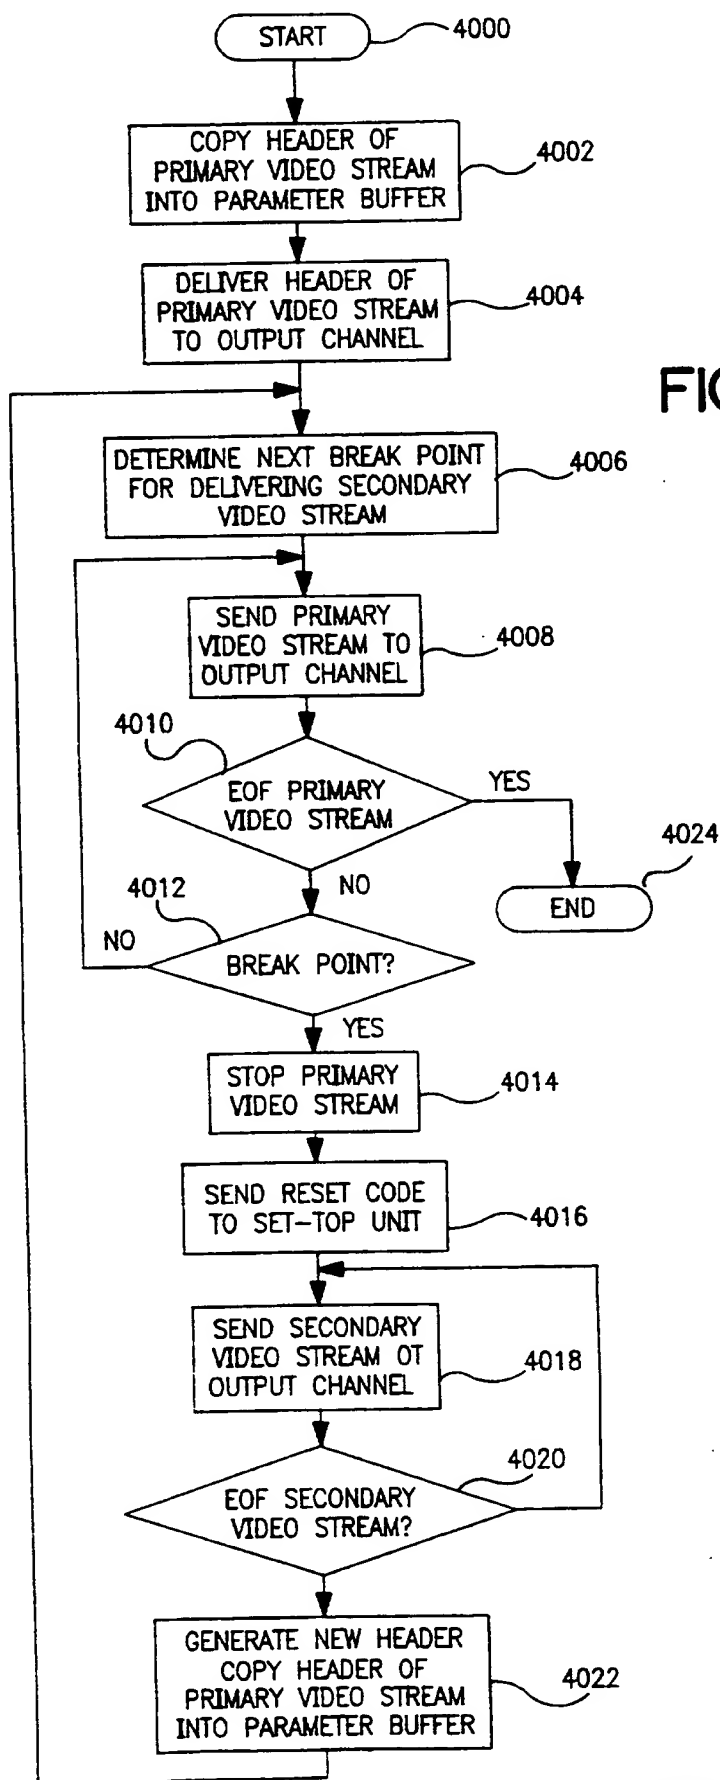 START
4000
COPY HEADER OF
PRIMARY VIDEO STREAM
INTO PARAMETER BUFFER
4002
DELIVER HEADER OF
PRIMARY VIDEO STREAM
TO OUTPUT CHANNEL
4004
FIG
DETERMINE NEXT BREAK POINT
FOR DELIVERING SECONDARY
VIDEO STREAM
4006
SEND PRIMARY
VIDEO STREAM TO
OUTPUT CHANNEL
4008
4010
EOF PRIMARY
VIDEO STREAM
YES
4024
END
NO
4012
NO
BREAK POINT?
YES
STOP PRIMARY
VIDEO STREAM
4014
SEND RESET CODE
TO SET-TOP UNIT
4016
SEND SECONDARY
VIDEO STREAM OT
OUTPUT CHANNEL
4018
4020
EOF SECONDARY
VIDEO STREAM?
GENERATE NEW HEADER
COPY HEADER OF
PRIMARY VIDEO STREAM
INTO PARAMETER BUFFER
4022